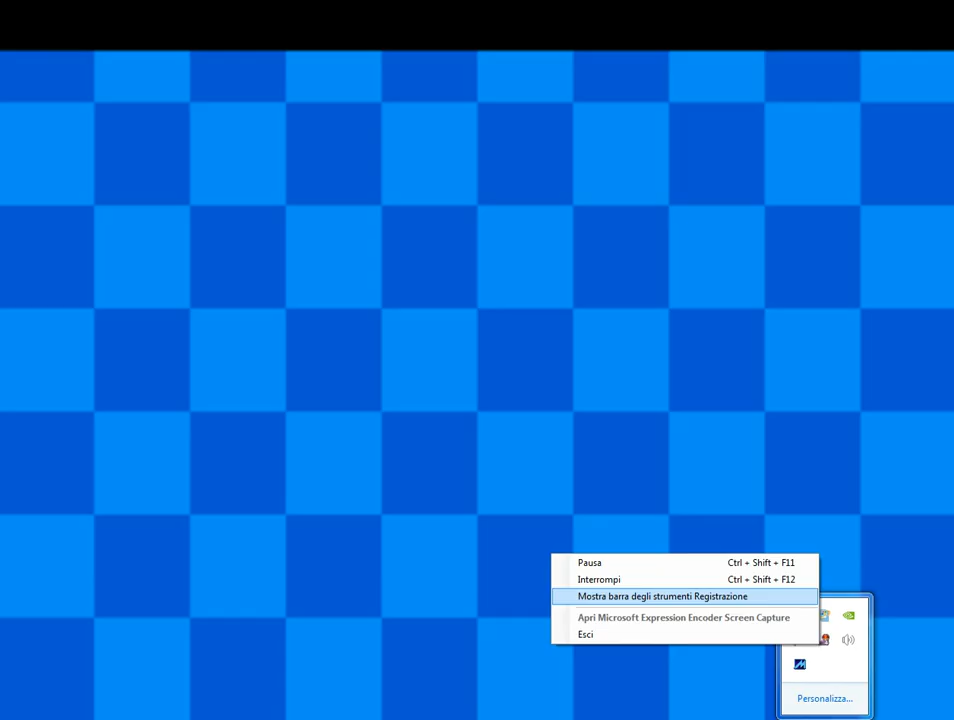 Pausa Ctrl + Shift + F11
Interrompi Ctrl + Shift + F12
Mostra barra degli strumenti Registrazione
Apri Microsoft Expression Encoder Screen Capture
Esci
Personalizza...